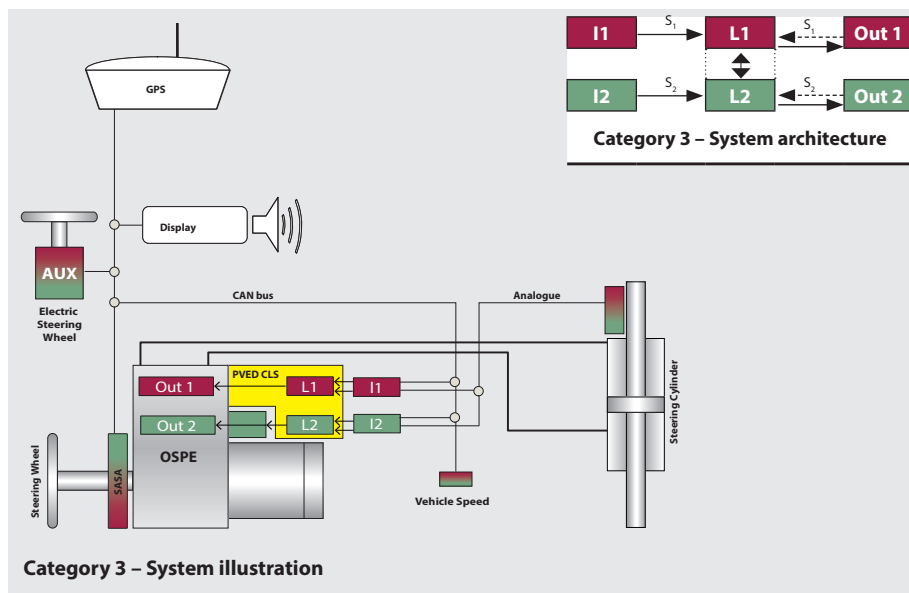 I1
S1
L1
S1
Out 1
I2
S2
L2
S2
Out 2
Category 3 – System architecture
GPS
Display
AUX
Electric
Steering
Wheel
CAN bus
Analogue
PVED CLS
Out 1
L1
I1
Out 2
L2
I2
OSPE
SASA
Steering Wheel
Vehicle Speed
Steering Cylinder
Category 3 – System illustration